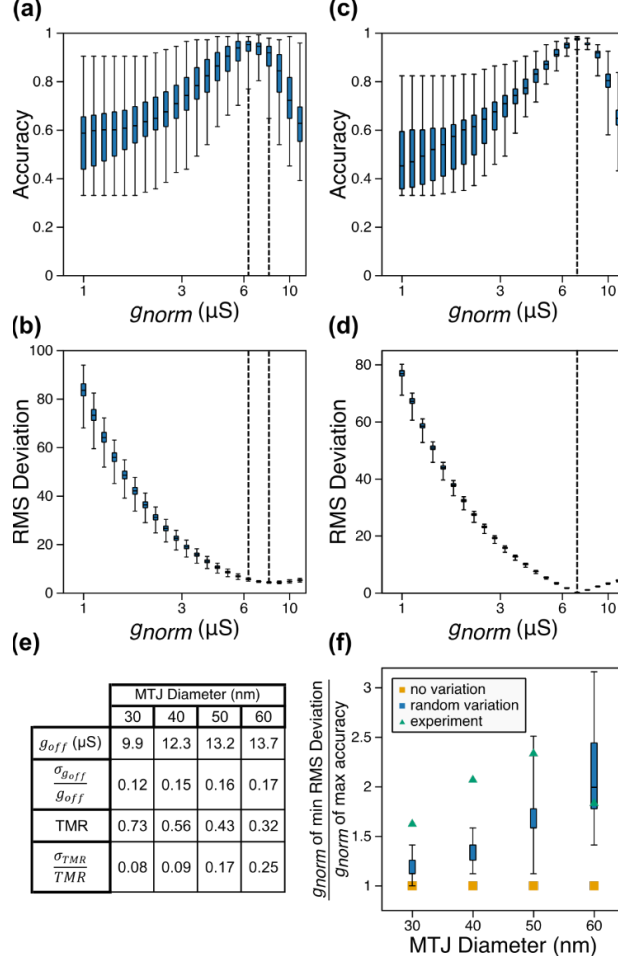 (a)
Accuracy
1
0.8
0.6
0.4
0.2
0
1
3
6
10
gnorm (µS)
(c)
Accuracy
1
0.8
0.6
0.4
0.2
0
1
3
6
10
gnorm (µS)
(b)
RMS Deviation
100
80
60
40
20
0
1
3
6
10
gnorm (µS)
(d)
RMS Deviation
80
60
40
20
0
1
3
6
10
gnorm (µS)
(e)
MTJ Diameter (nm)
30 40 50 60
goff (µS) 9.9 12.3 13.2 13.7
σgoff / goff 0.12 0.15 0.16 0.17
TMR 0.73 0.56 0.43 0.32
σTMR / TMR 0.08 0.09 0.17 0.25
(f)
gnorm of min RMS Deviation
gnorm of max accuracy
3
2.5
2
1.5
1
no variation
random variation
experiment
30 40 50 60
MTJ Diameter (nm)